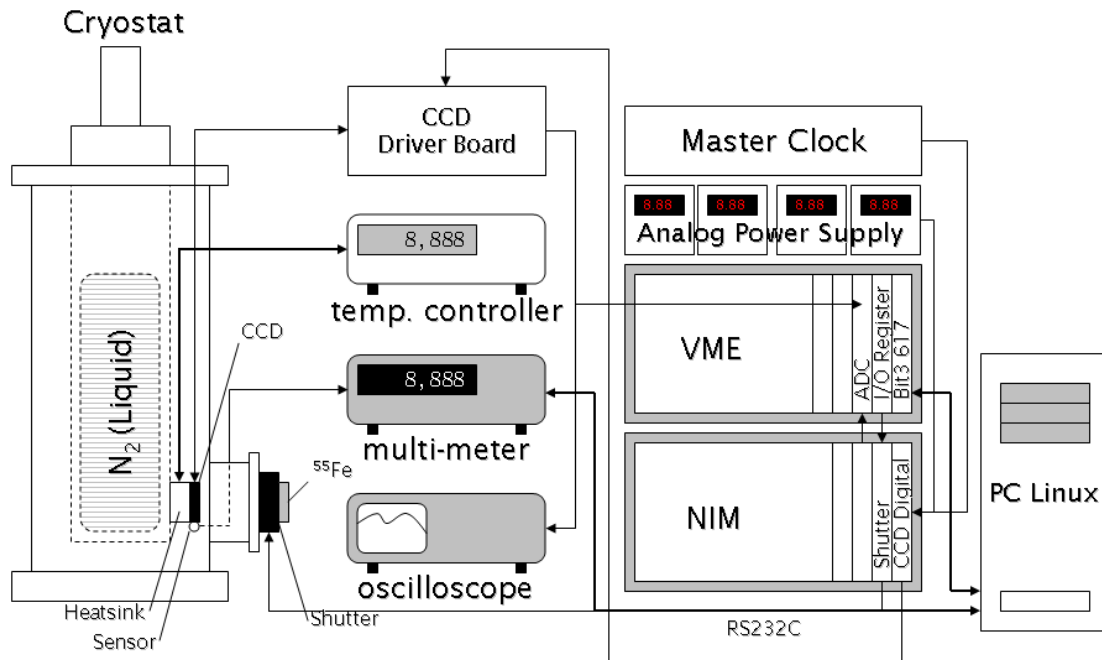 Cryostat
CCD
Driver Board
Master Clock
8.88
8.88
8.88
8.88
Analog Power Supply
8,888
temp. controller
CCD
N₂ (Liquid)
VME
ADC
I/O Register
Bit3 617
8,888
multi-meter
⁵⁵Fe
PC Linux
NIM
Shutter
CCD Digital
oscilloscope
Heatsink
Sensor
Shutter
RS232C